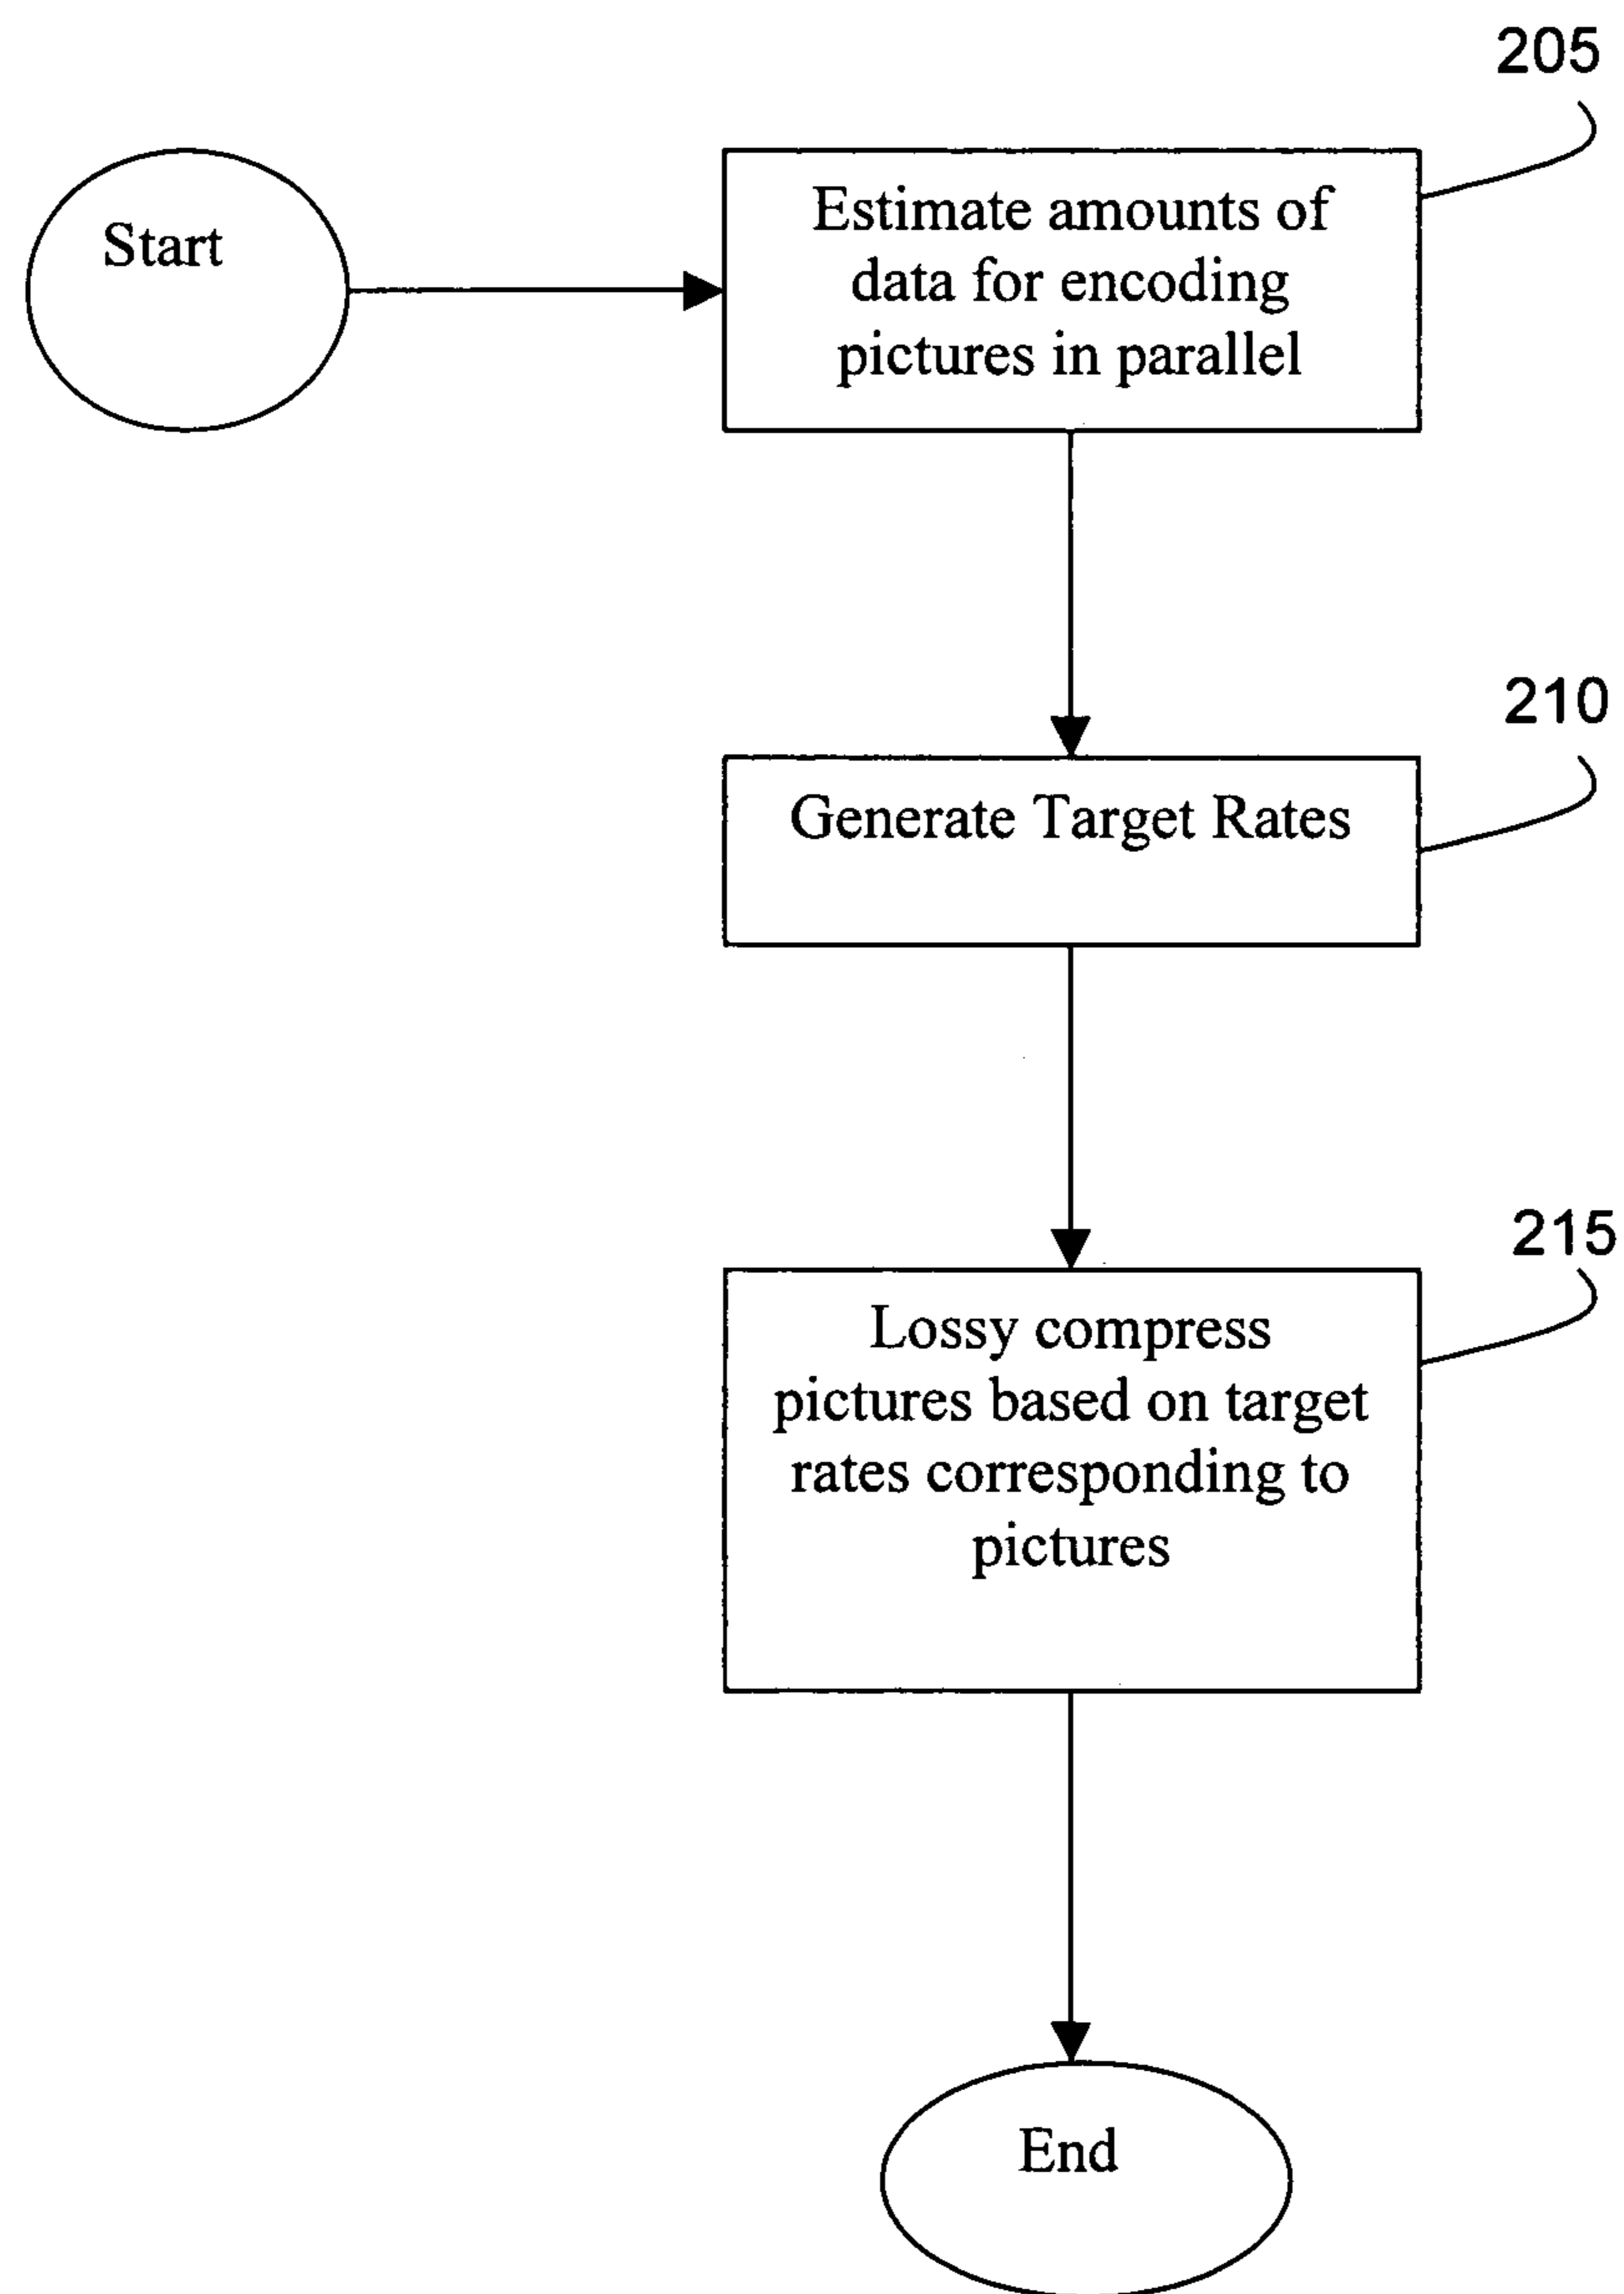 205
Start
Estimate amounts of
data for encoding
pictures in parallel
210
Generate Target Rates
215
Lossy compress
pictures based on target
rates corresponding to
pictures
End